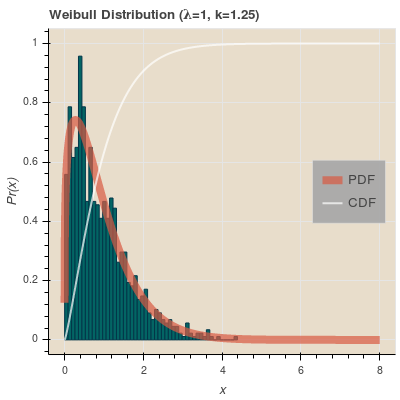 Weibull Distribution (λ=1, k=1.25)
1
0.8
0.6
0.4
0.2
0
Pr(x)
PDF
CDF
0
2
4
6
8
x